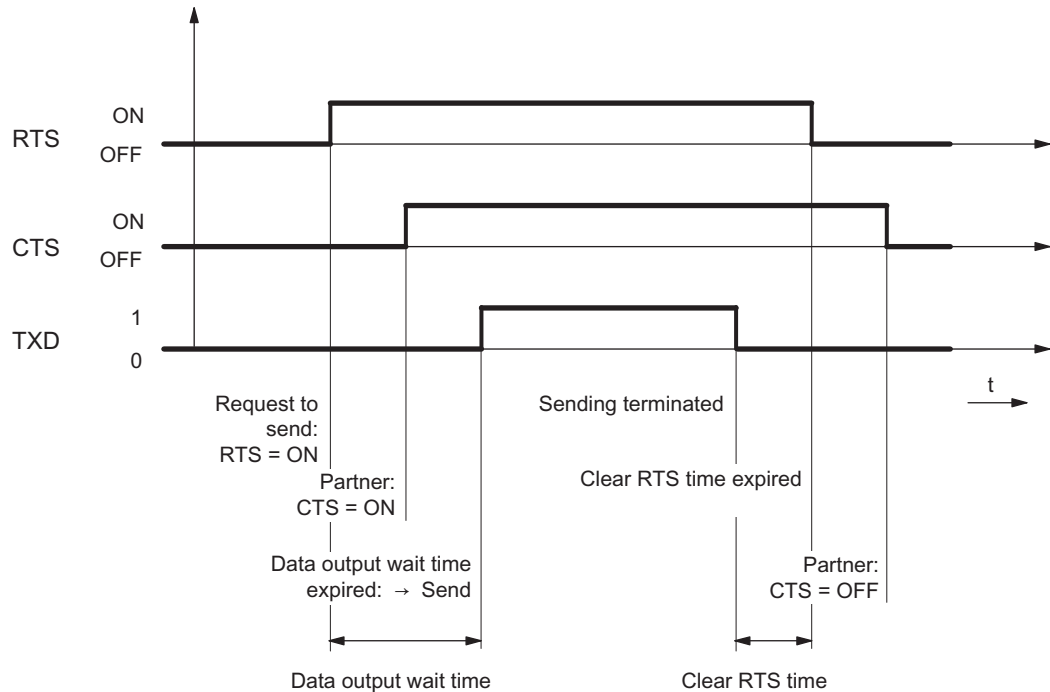 RTS
ON
OFF
CTS
ON
OFF
TXD
1
0
t
Request to
send:
RTS = ON
Sending terminated
Partner:
CTS = ON
Clear RTS time expired
Data output wait time
expired: → Send
Partner:
CTS = OFF
Data output wait time
Clear RTS time